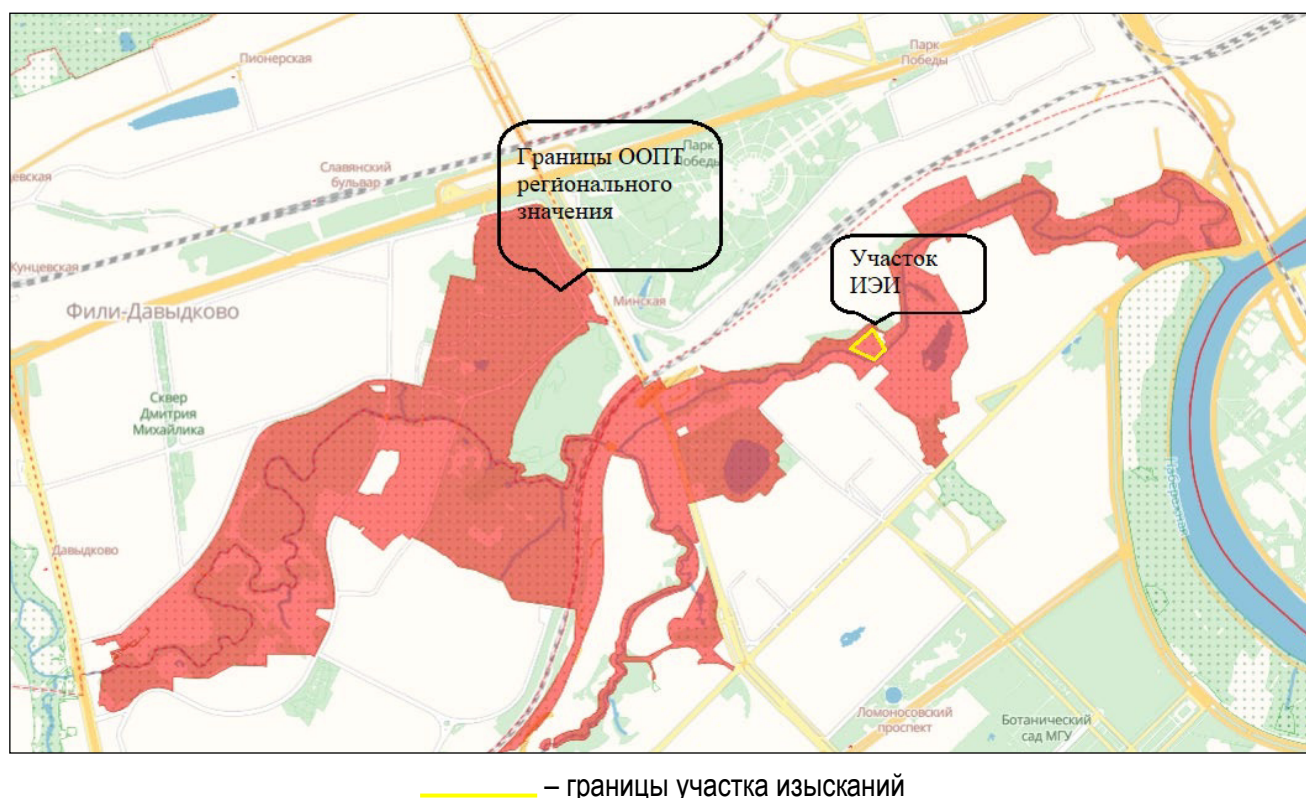 Пионерская
Парк
Победы
Славянский
бульвар
Границы ООПТ
регионального
значения
Парк
Победы
Кунцевская
Участок
ИЭИ
Минская
Фили-Давыдково
Сквер
Дмитрия
Михайлика
Давыдково
Ломоносовский
проспект
Ботанический
сад МГУ
– границы участка изысканий